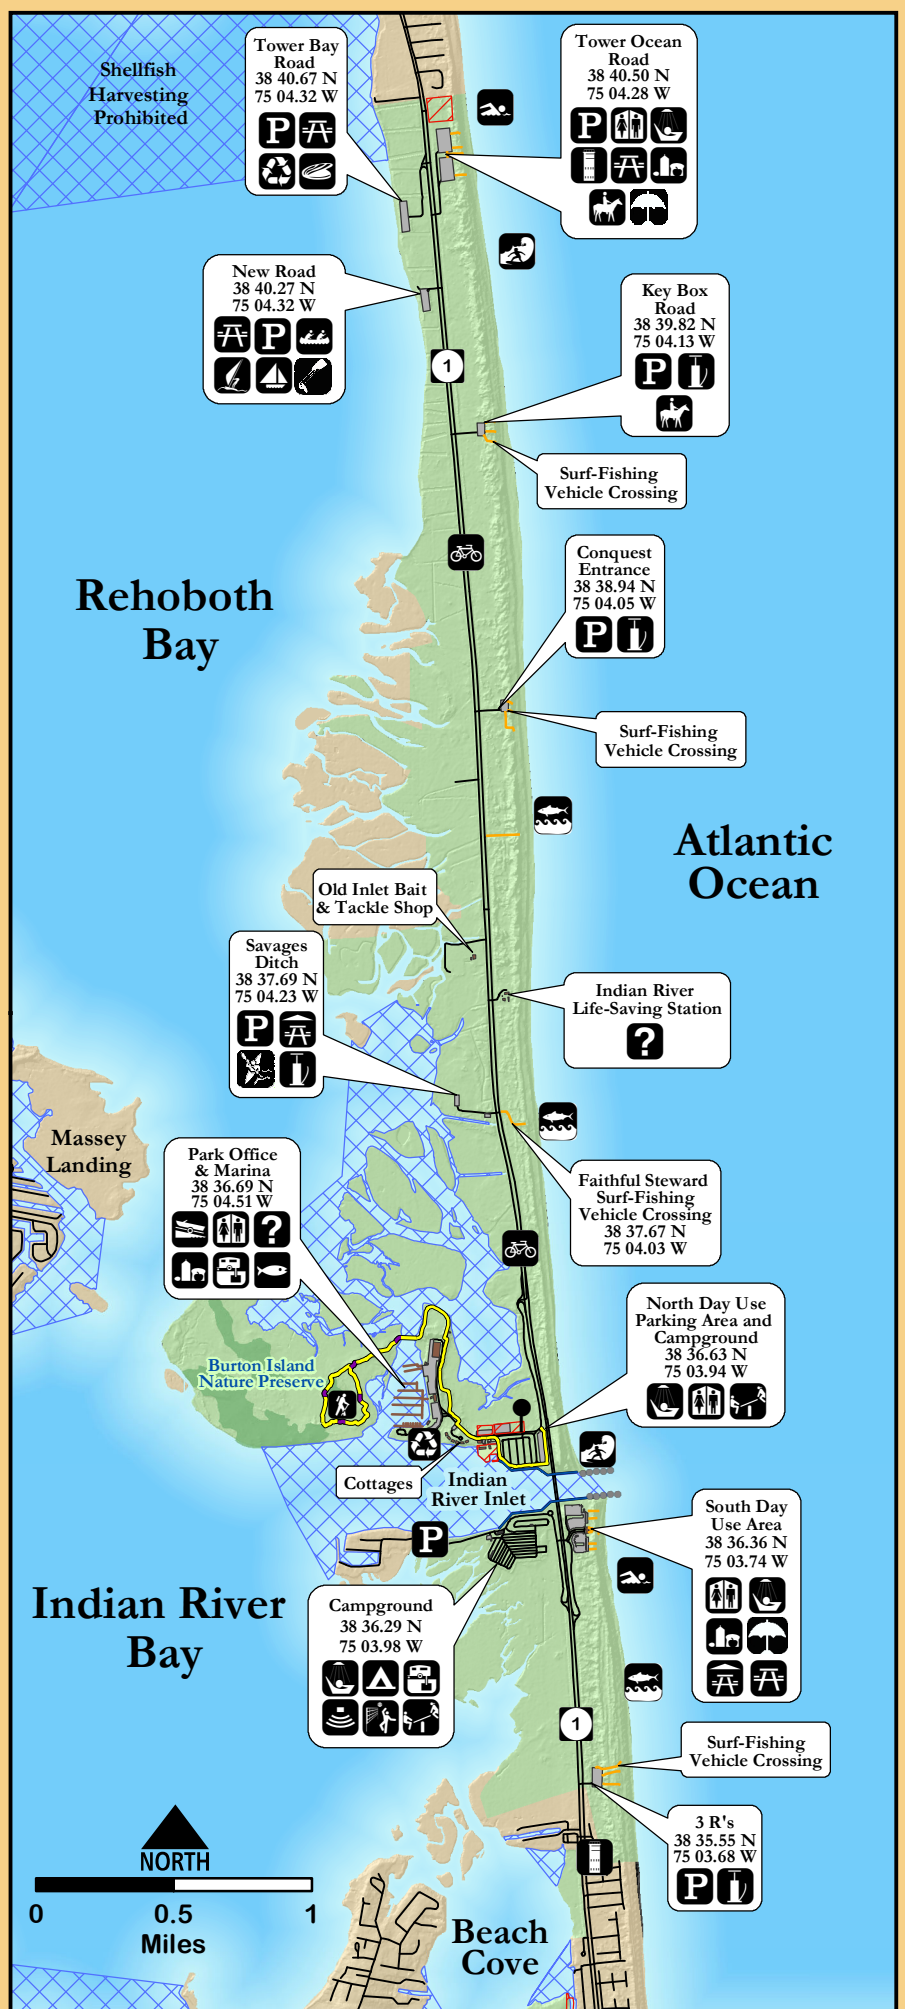 Shellfish
Harvesting
Prohibited
Tower Bay
Road
38 40.67 N
75 04.32 W
P
Tower Ocean
Road
38 40.50 N
75 04.28 W
P
New Road
38 40.27 N
75 04.32 W
P
Key Box
Road
38 39.82 N
75 04.13 W
P
1
Surf-Fishing
Vehicle Crossing
Conquest
Entrance
38 38.94 N
75 04.05 W
P
Rehoboth
Bay
Surf-Fishing
Vehicle Crossing
Atlantic
Ocean
Old Inlet Bait
& Tackle Shop
Savages
Ditch
38 37.69 N
75 04.23 W
P
Indian River
Life-Saving Station
?
Massey
Landing
Park Office
& Marina
38 36.69 N
75 04.51 W
?
Faithful Steward
Surf-Fishing
Vehicle Crossing
38 37.67 N
75 04.03 W
North Day Use
Parking Area and
Campground
38 36.63 N
75 03.94 W
Burton Island
Nature Preserve
Cottages
Indian
River Inlet
P
South Day
Use Area
38 36.36 N
75 03.74 W
Indian River
Bay
Campground
38 36.29 N
75 03.98 W
1
Surf-Fishing
Vehicle Crossing
3 R's
38 35.55 N
75 03.68 W
P
NORTH
0 0.5 1
Miles
Beach
Cove